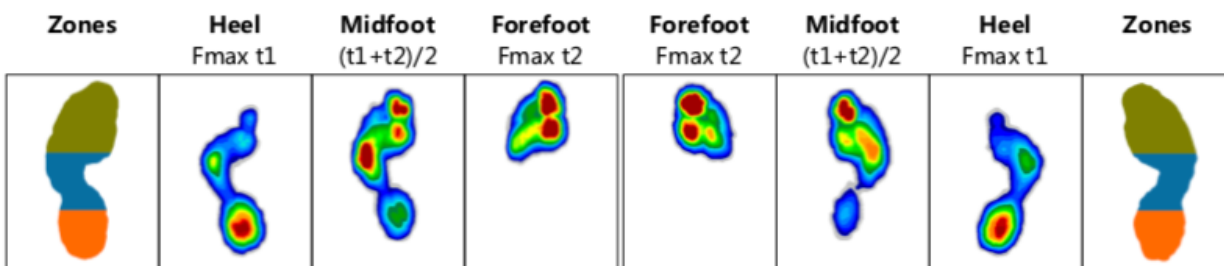 Zones Heel Midfoot Forefoot Forefoot Midfoot Heel Zones
Fmax t1 (t1+t2)/2 Fmax t2 Fmax t2 (t1+t2)/2 Fmax t1